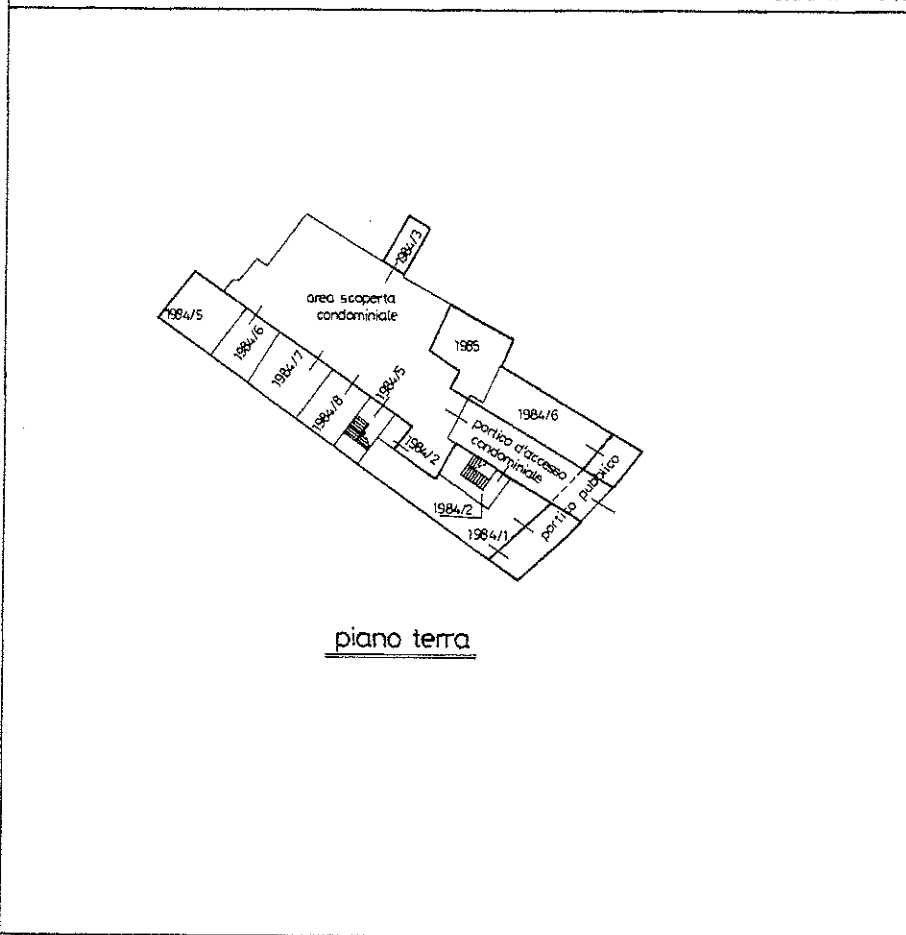 1984/3
area scoperta
condominiale
1984/5
1984/6
1984/7
1984/8
1984/5
1985
1984/6
portico d'accesso
condominiale
1984/2
portico pubblico
1984/2
1984/1
piano terra